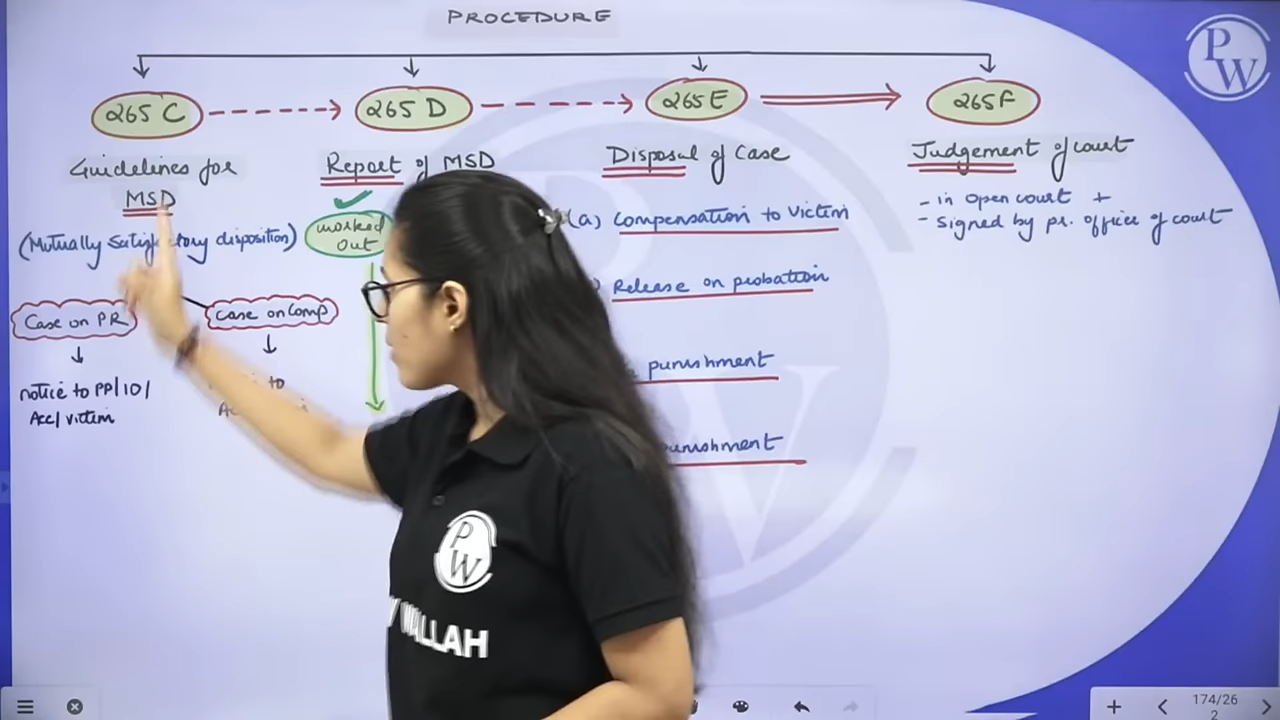 PROCEDURE
265 C
265 D
265 E
265 F
Guidelines for
MSD
(Mutually Satisfactory disposition)
Case on PR
Case on Comp
notice to PP/IO/
Acc/ victim
to
Report of MSD
worked
out
Disposal of Case
(a) Compensation to Victim
Release on probation
punishment
punishment
Judgement of court
- in open court +
- Signed by pr. officer of court
P
W
P
W
WALLAH
174/26
2